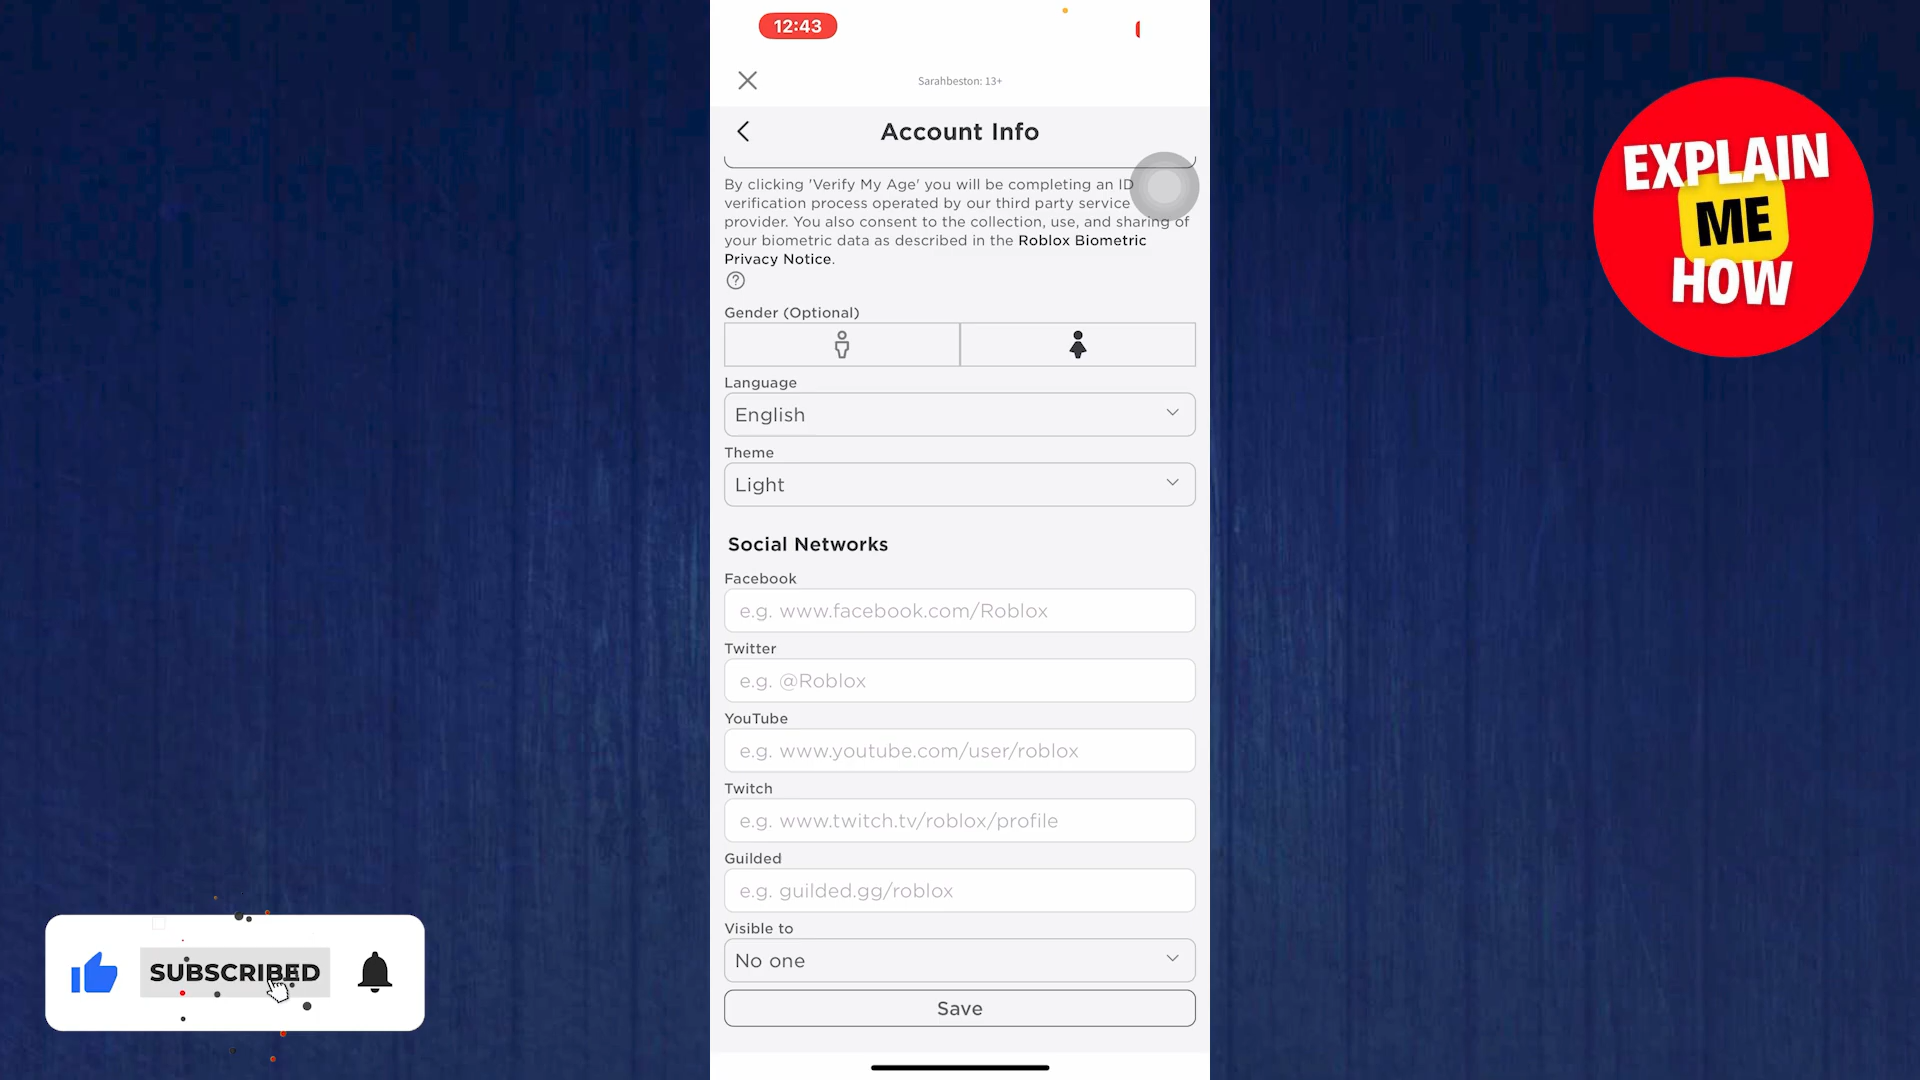 12:43
Sarahbeston: 13+
Account Info
By clicking 'Verify My Age' you will be completing an ID
verification process operated by our third party service
provider. You also consent to the collection, use, and sharing of
your biometric data as described in the Roblox Biometric
Privacy Notice.
?
Gender (Optional)
Language
English
Theme
Light
Social Networks
Facebook
e.g. www.facebook.com/Roblox
Twitter
e.g. @Roblox
YouTube
e.g. www.youtube.com/user/roblox
Twitch
e.g. www.twitch.tv/roblox/profile
Guilded
e.g. guilded.gg/roblox
Visible to
No one
Save
EXPLAIN
ME
HOW
SUBSCRIBED